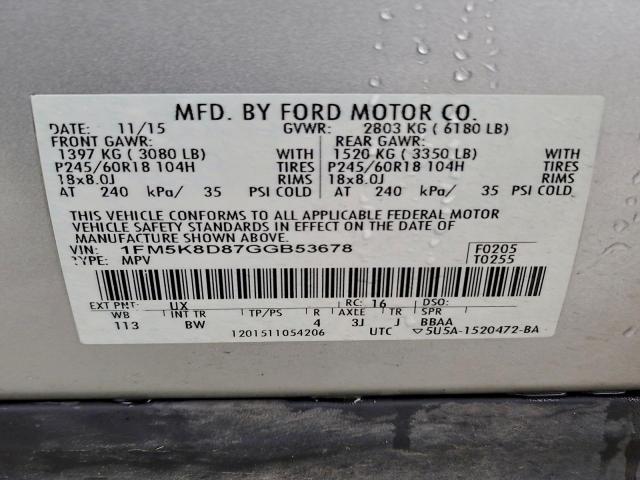 MFD. BY FORD MOTOR CO.
DATE: 11/15 GVWR: 2803 KG ( 6180 LB)
FRONT GAWR: REAR GAWR:
1397 KG ( 3080 LB) WITH 1520 KG ( 3350 LB) WITH
P245/60R18 104H TIRES P245/60R18 104H TIRES
18x8.0J RIMS 18x8.0J RIMS
AT 240 kPa/ 35 PSI COLD AT 240 kPa/ 35 PSI COLD
THIS VEHICLE CONFORMS TO ALL APPLICABLE FEDERAL MOTOR
VEHICLE SAFETY STANDARDS IN EFFECT ON THE DATE OF
MANUFACTURE SHOWN ABOVE.
VIN: 1FM5K8D87GGB53678 F0205
TYPE: MPV T0255
EXT PNT: UX RC: 16 DSO:
WB INT TR TP/PS R AXLE TR SPR
113 BW 4 3J J BBAA
1201511054206 UTC ▽5U5A-1520472-BA